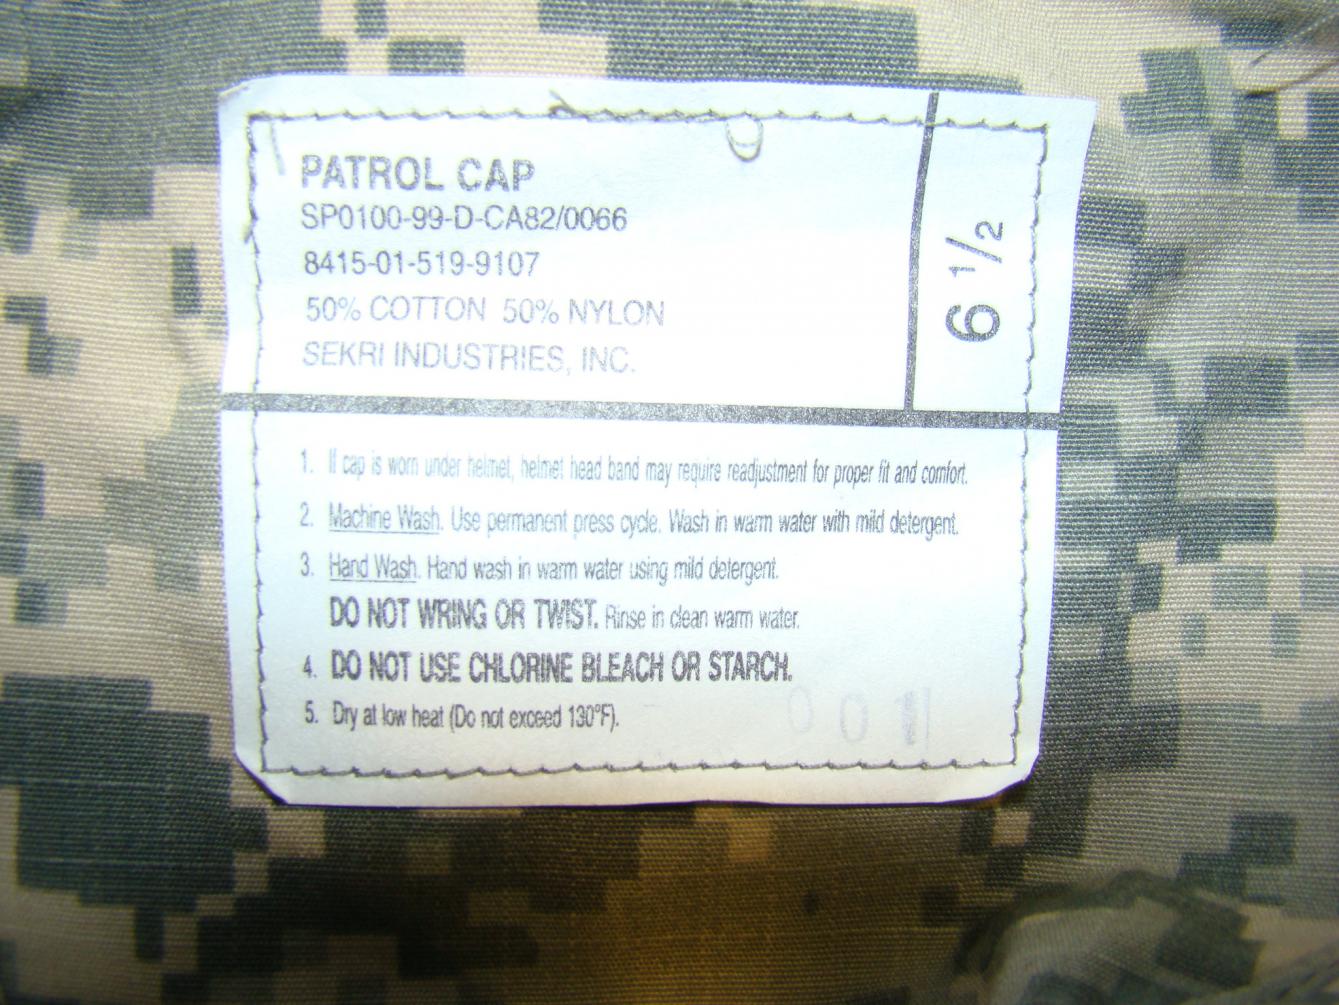 PATROL CAP
SP0100-99-D-CA82/0066
8415-01-519-9107
50% COTTON 50% NYLON
SEKRI INDUSTRIES, INC.
6 1/2
1. If cap is worn under helmet, helmet head band may require readjustment for proper fit and comfort.
2. Machine Wash. Use permanent press cycle. Wash in warm water with mild detergent.
3. Hand Wash. Hand wash in warm water using mild detergent.
DO NOT WRING OR TWIST. Rinse in clean warm water.
4. DO NOT USE CHLORINE BLEACH OR STARCH.
5. Dry at low heat (Do not exceed 130°F).
001